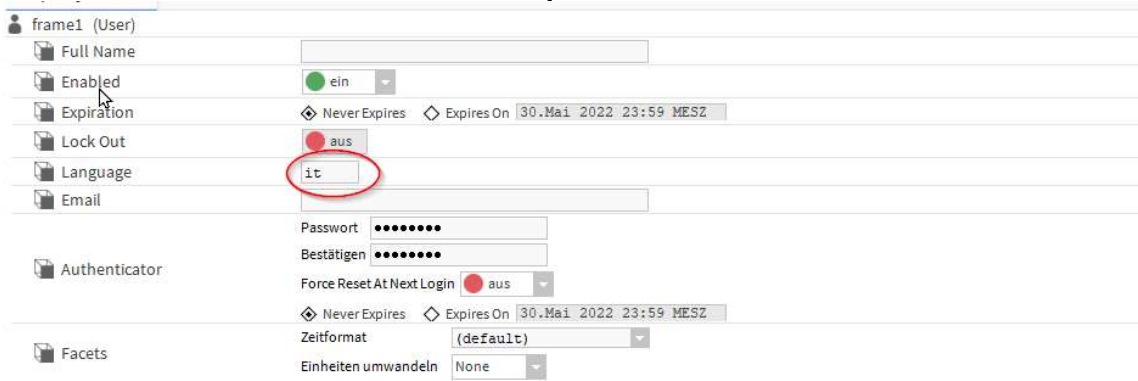 frame1 (User)
Full Name
Enabled ein
Expiration Never Expires Expires On 30.Mai 2022 23:59 MESZ
Lock Out aus
Language it
Email
Passwort ●●●●●●●●
Bestätigen ●●●●●●●●
Authenticator
Force Reset At Next Login aus
Never Expires Expires On 30.Mai 2022 23:59 MESZ
Zeitformat (default)
Facets
Einheiten umwandeln None